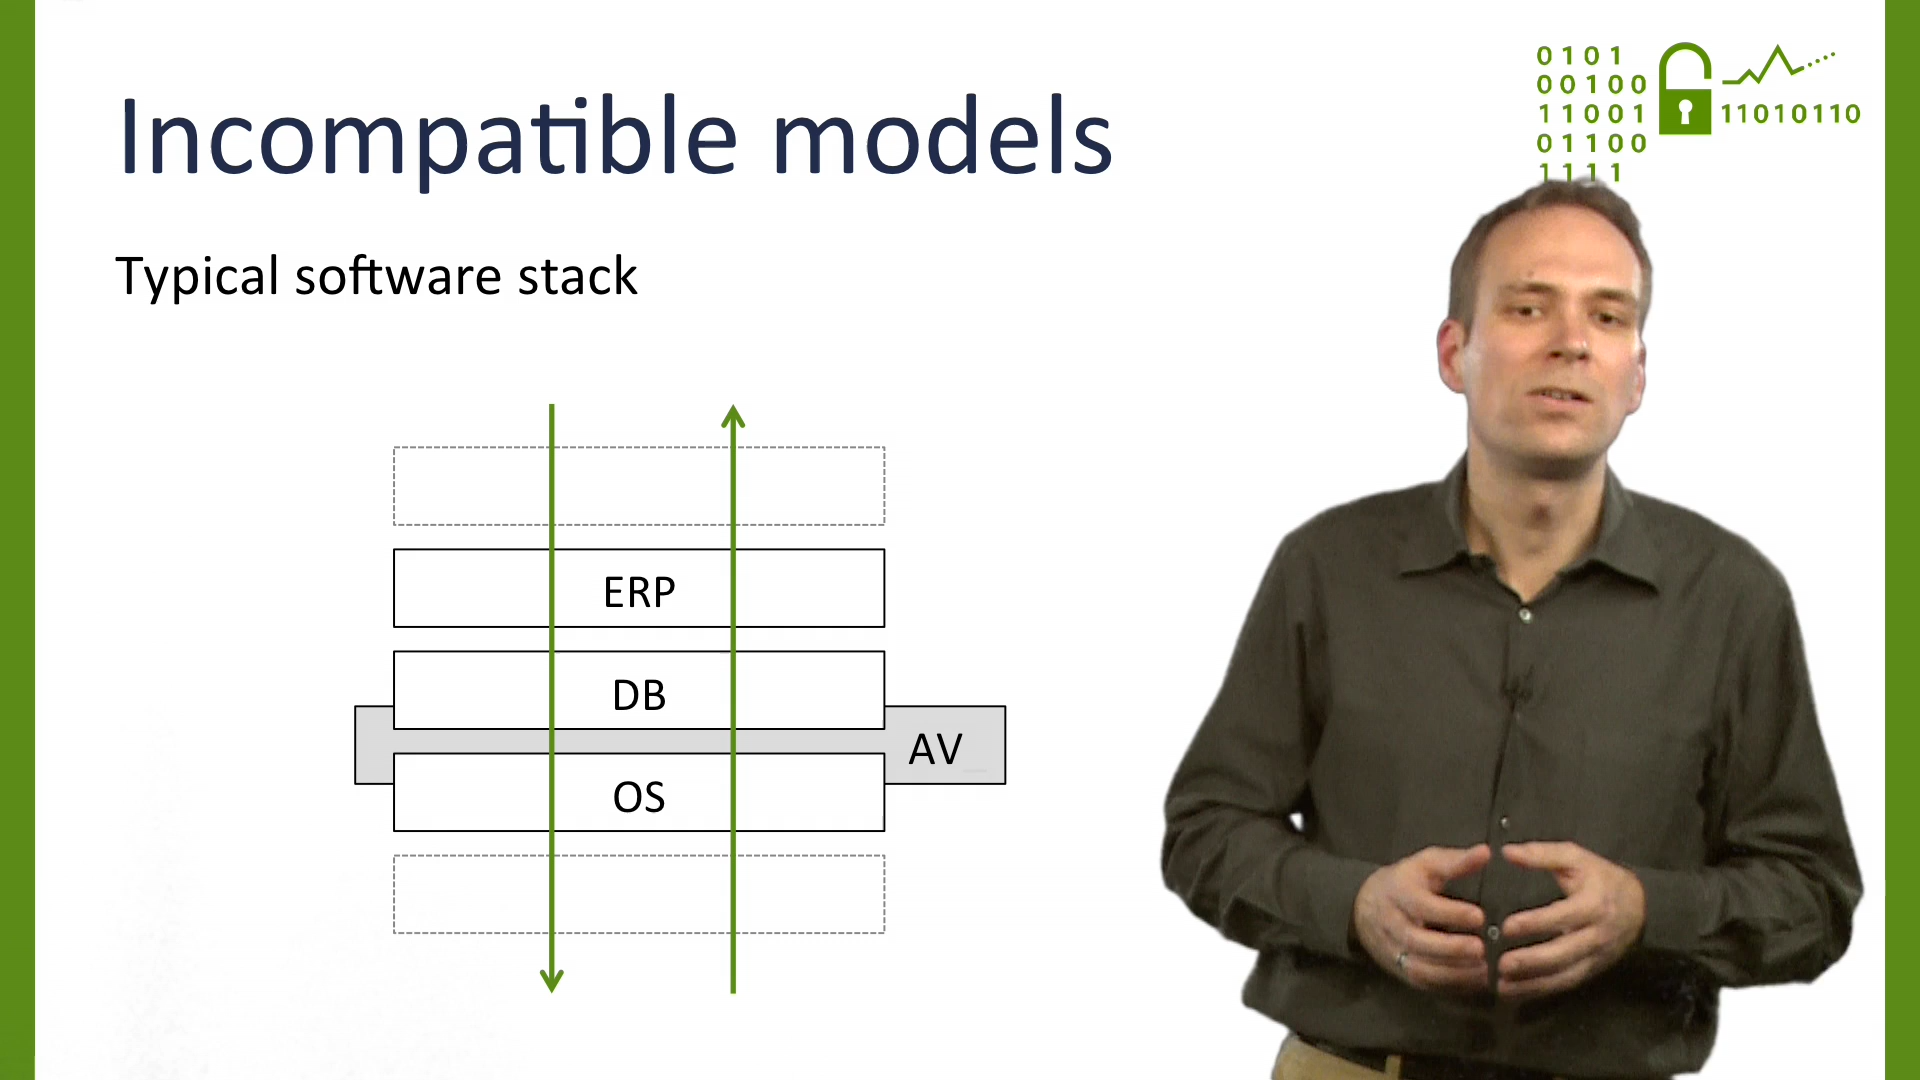 Incompatible models
0101
00100
11001
11010110
01100
1111
Typical software stack
ERP
DB
AV
OS